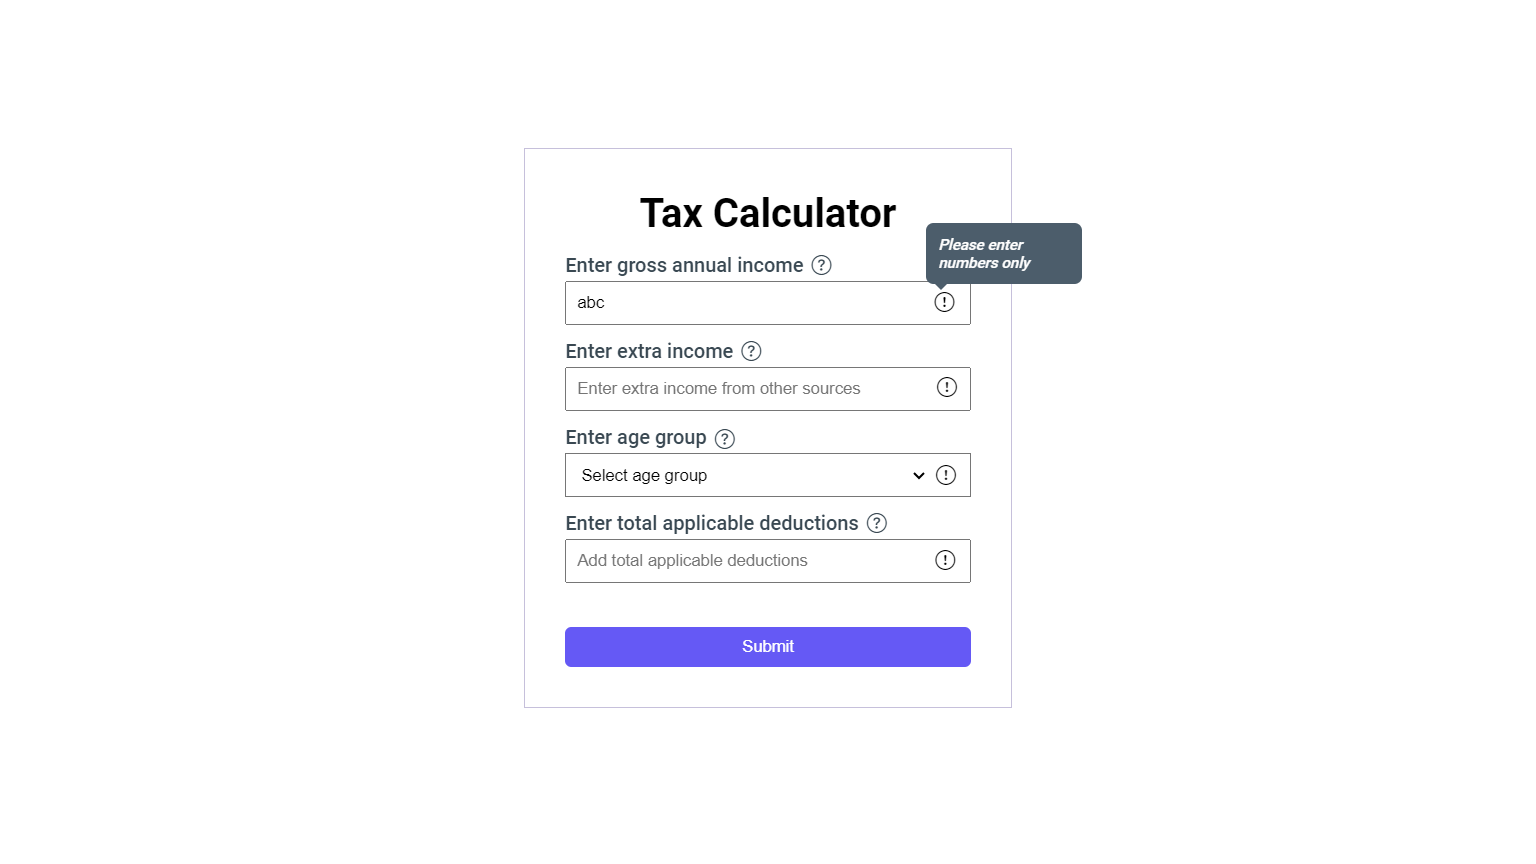 Tax Calculator
Please enter
numbers only
Enter gross annual income ?
abc !
Enter extra income ?
Enter extra income from other sources !
Enter age group ?
Select age group !
Enter total applicable deductions ?
Add total applicable deductions !
Submit